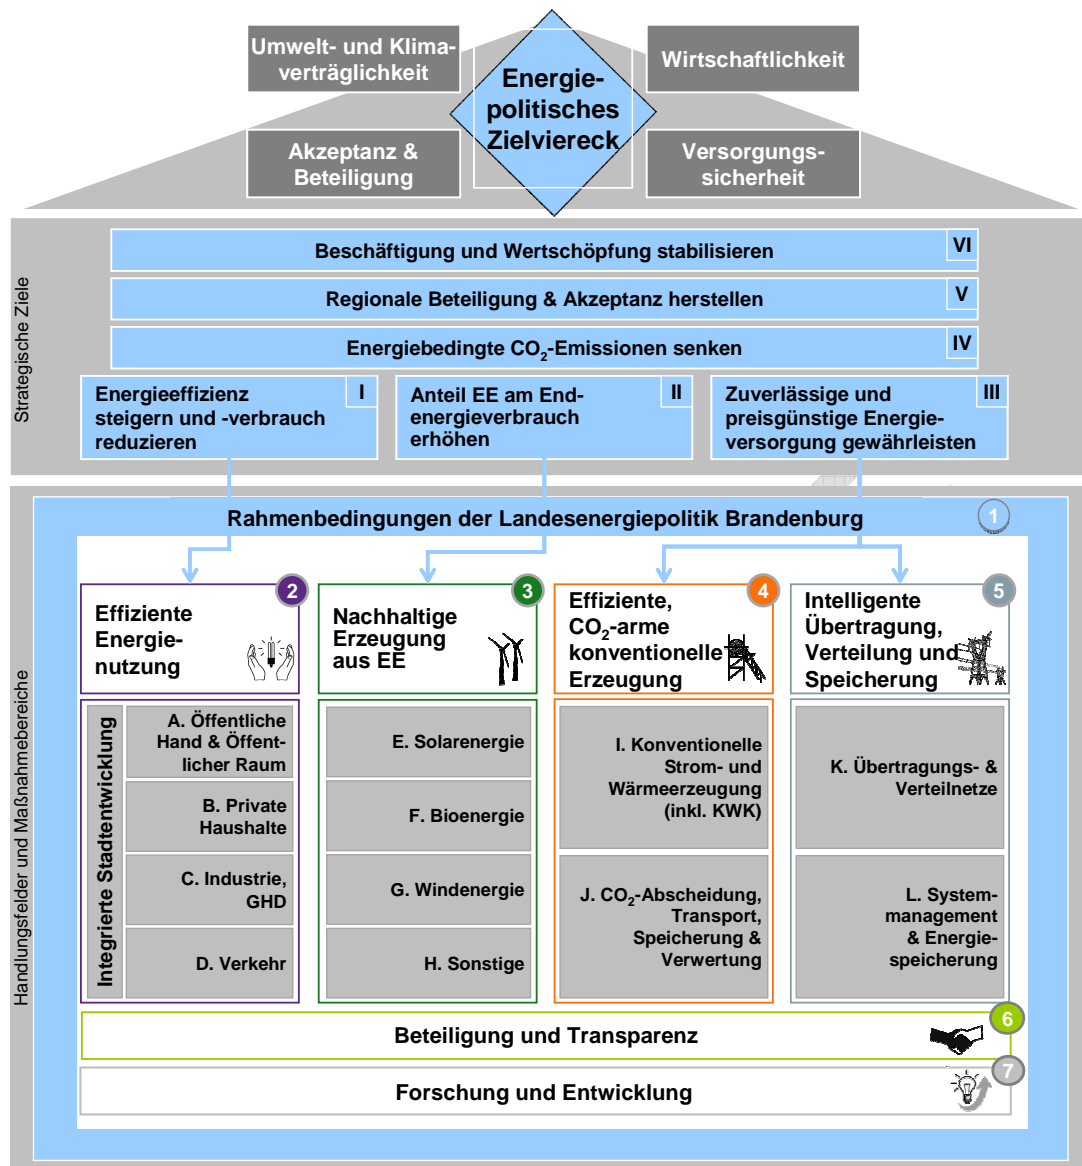 Umwelt- und Klima-
verträglichkeit
Wirtschaftlichkeit
Energie-
politisches
Zielviereck
Akzeptanz &
Beteiligung
Versorgungs-
sicherheit
Strategische Ziele
Beschäftigung und Wertschöpfung stabilisieren
VI
Regionale Beteiligung & Akzeptanz herstellen
V
Energiebedingte CO₂-Emissionen senken
IV
Energieeffizienz
steigern und -verbrauch
reduzieren
I
Anteil EE am End-
energieverbrauch
erhöhen
II
Zuverlässige und
preisgünstige Energie-
versorgung gewährleisten
III
Handlungsfelder und Maßnahmebereiche
Rahmenbedingungen der Landesenergiepolitik Brandenburg
1
Effiziente
Energie-
nutzung
2
Nachhaltige
Erzeugung
aus EE
3
Effiziente,
CO₂-arme
konventionelle
Erzeugung
4
Intelligente
Übertragung,
Verteilung und
Speicherung
5
Integrierte Stadtentwicklung
A. Öffentliche
Hand & Öffent-
licher Raum
B. Private
Haushalte
C. Industrie,
GHD
D. Verkehr
E. Solarenergie
F. Bioenergie
G. Windenergie
H. Sonstige
I. Konventionelle
Strom- und
Wärmeerzeugung
(inkl. KWK)
J. CO₂-Abscheidung,
Transport,
Speicherung &
Verwertung
K. Übertragungs- &
Verteilnetze
L. System-
management
& Energie-
speicherung
Beteiligung und Transparenz
6
Forschung und Entwicklung
7